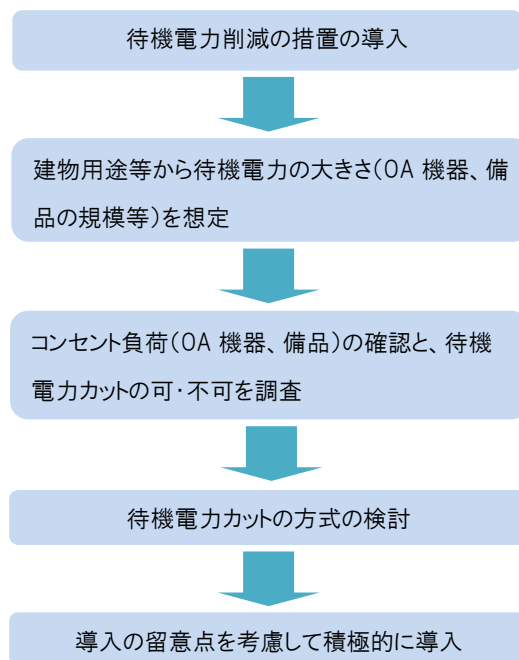 待機電力削減の措置の導入
建物用途等から待機電力の大きさ(OA 機器、備
品の規模等)を想定
コンセント負荷(OA 機器、備品)の確認と、待機
電力カットの可・不可を調査
待機電力カットの方式の検討
導入の留意点を考慮して積極的に導入